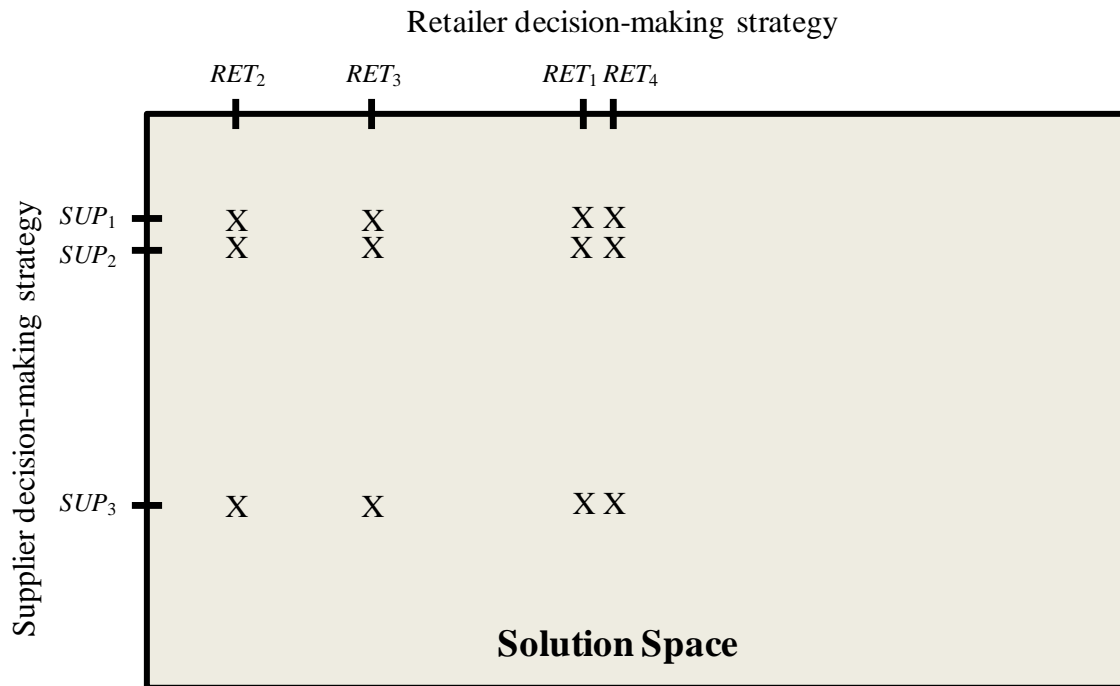 Retailer decision-making strategy
RET₂ RET₃ RET₁ RET₄
Supplier decision-making strategy
SUP₁ X X X X
SUP₂ X X X X
SUP₃ X X X X
Solution Space